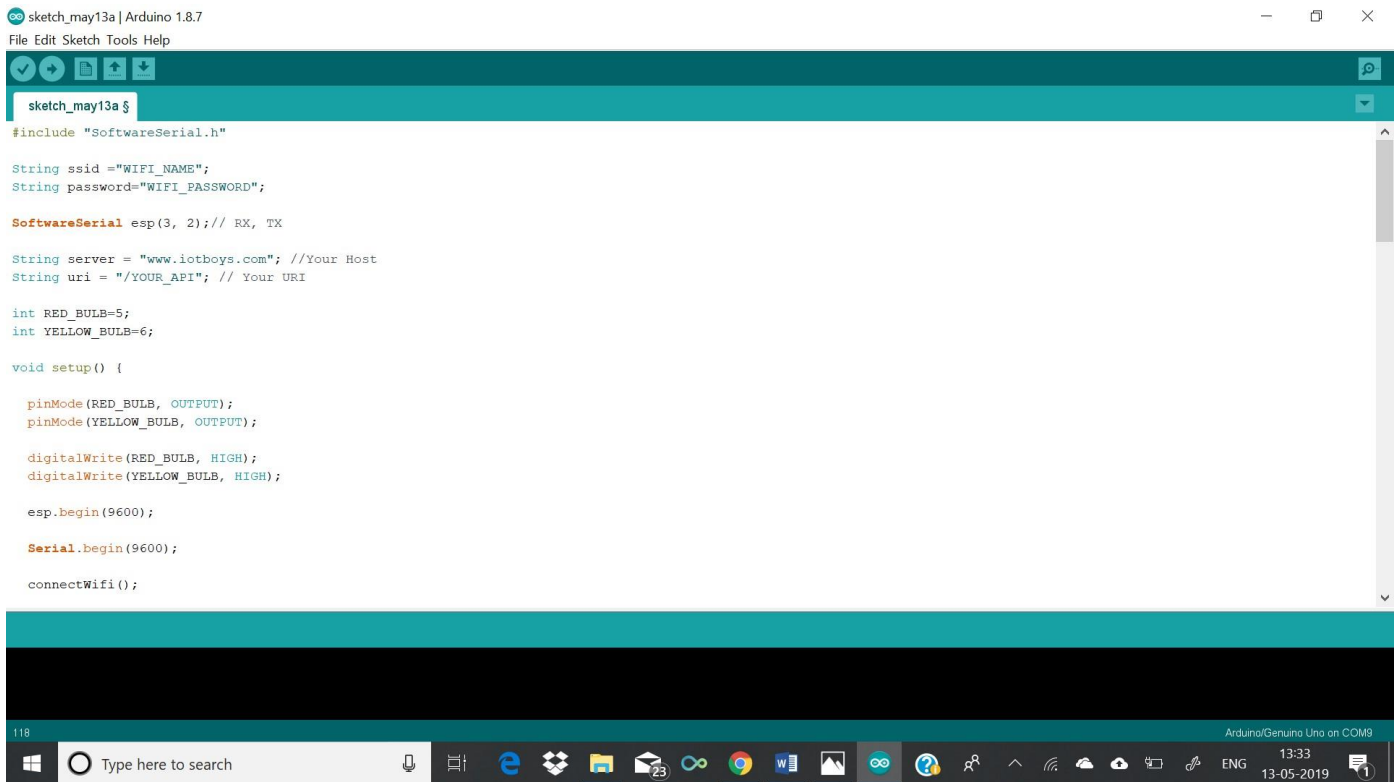 sketch_may13a | Arduino 1.8.7
File Edit Sketch Tools Help
sketch_may13a §
#include "SoftwareSerial.h"
String ssid ="WIFI_NAME";
String password="WIFI_PASSWORD";
SoftwareSerial esp(3, 2);// RX, TX
String server = "www.iotboys.com"; //Your Host
String uri = "/YOUR_API"; // Your URI
int RED_BULB=5;
int YELLOW_BULB=6;
void setup() {
pinMode(RED_BULB, OUTPUT);
pinMode(YELLOW_BULB, OUTPUT);
digitalWrite(RED_BULB, HIGH);
digitalWrite(YELLOW_BULB, HIGH);
esp.begin(9600);
Serial.begin(9600);
connectWifi();
118
Arduino/Genuino Uno on COM9
Type here to search
23
ENG
13:33
13-05-2019
1